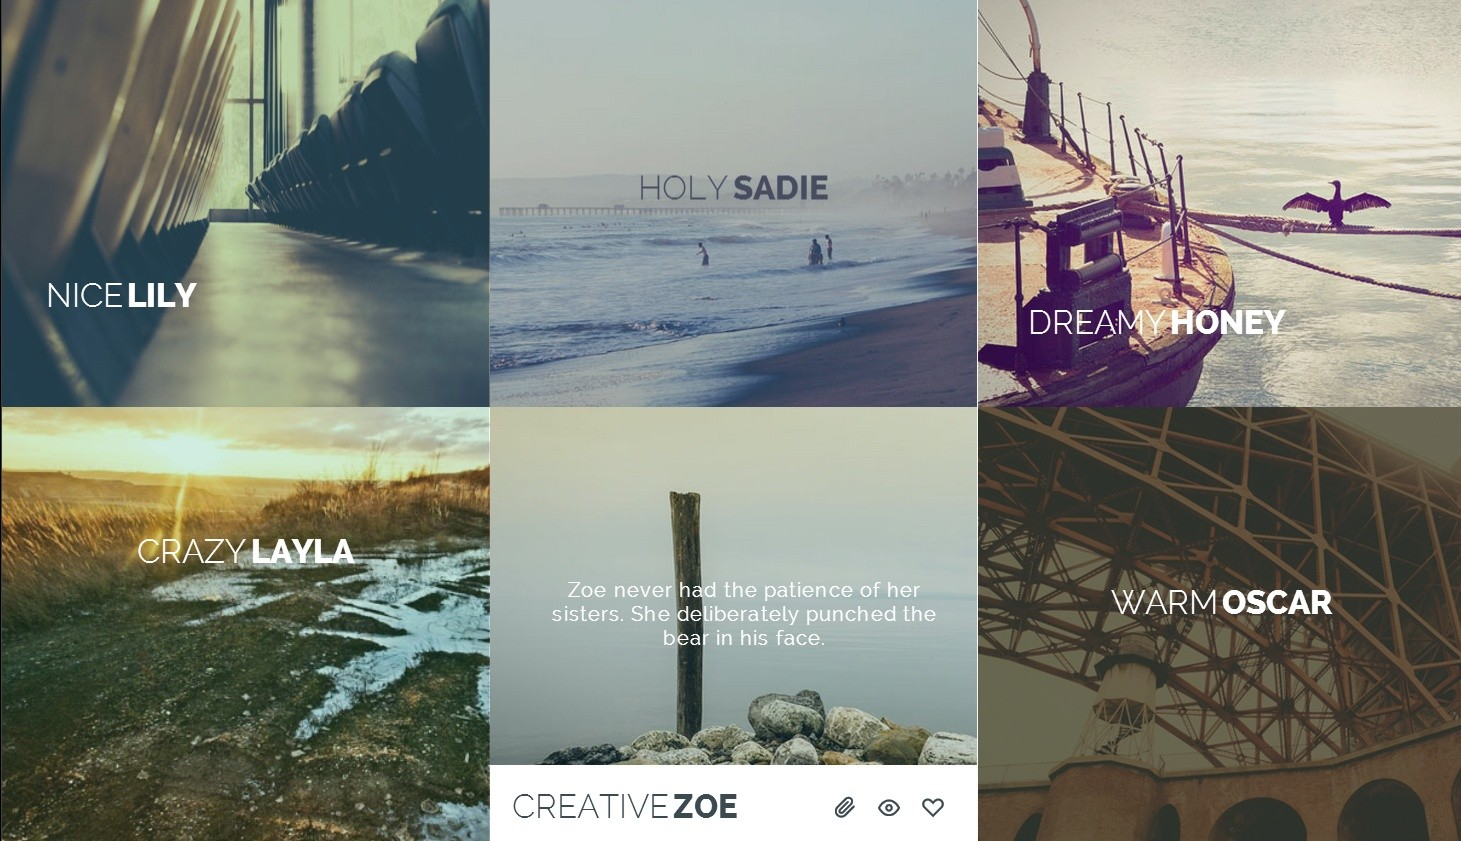 NICE LILY
HOLY SADIE
DREAMY HONEY
CRAZY LAYLA
Zoe never had the patience of her
sisters. She deliberately punched the
bear in his face.
CREATIVE ZOE
WARM OSCAR